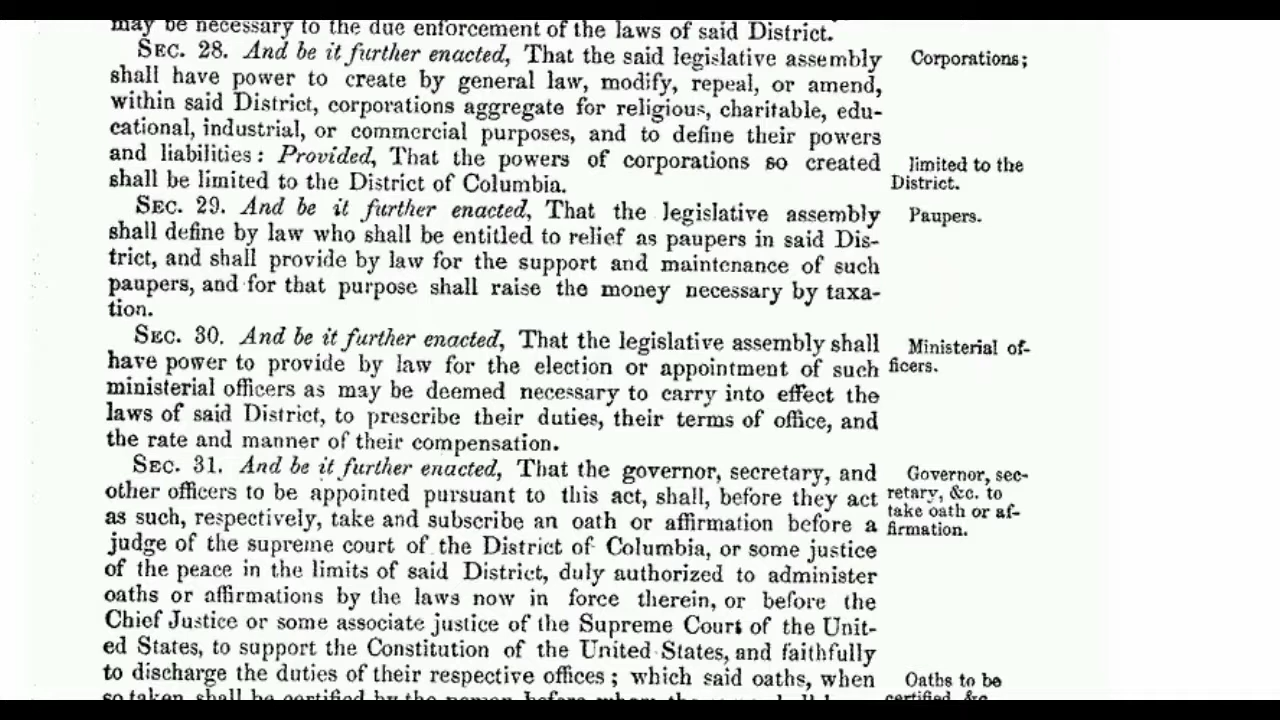 may be necessary to the due enforcement of the laws of said District.
SEC. 28. And be it further enacted, That the said legislative assembly
Corporations;
shall have power to create by general law, modify, repeal, or amend,
within said District, corporations aggregate for religious, charitable, edu-
cational, industrial, or commercial purposes, and to define their powers
and liabilities: Provided, That the powers of corporations so created
limited to the
shall be limited to the District of Columbia.
District.
SEC. 29. And be it further enacted, That the legislative assembly
Paupers.
shall define by law who shall be entitled to relief as paupers in said Dis-
trict, and shall provide by law for the support and maintenance of such
paupers, and for that purpose shall raise the money necessary by taxa-
tion.
SEC. 30. And be it further enacted, That the legislative assembly shall
Ministerial of-
have power to provide by law for the election or appointment of such
ficers.
ministerial officers as may be deemed necessary to carry into effect the
laws of said District, to prescribe their duties, their terms of office, and
the rate and manner of their compensation.
SEC. 31. And be it further enacted, That the governor, secretary, and
Governor, sec-
other officers to be appointed pursuant to this act, shall, before they act
retary, &c. to
as such, respectively, take and subscribe an oath or affirmation before a
take oath or af-
firmation.
judge of the supreme court of the District of Columbia, or some justice
of the peace in the limits of said District, duly authorized to administer
oaths or affirmations by the laws now in force therein, or before the
Chief Justice or some associate justice of the Supreme Court of the Unit-
ed States, to support the Constitution of the United States, and faithfully
to discharge the duties of their respective offices; which said oaths, when
Oaths to be
so taken, shall be certified by the person before whom the same shall
certified, &c.